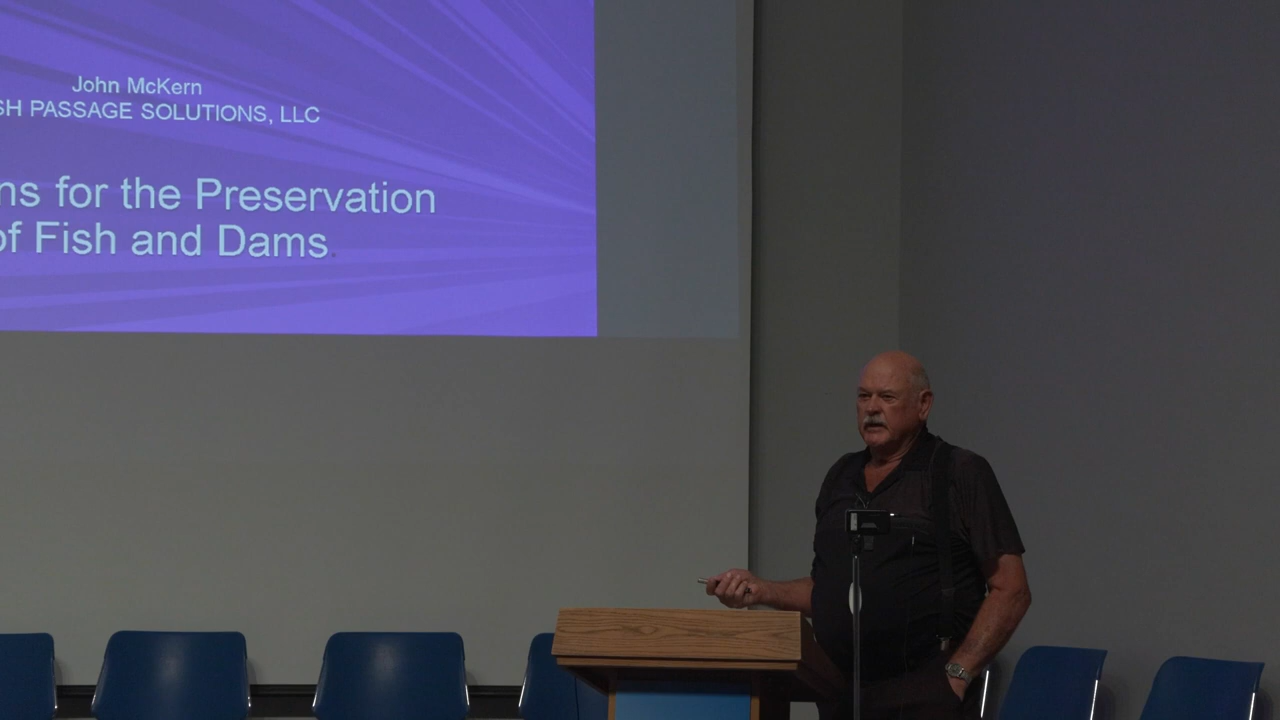 John McKern
SH PASSAGE SOLUTIONS, LLC
ns for the Preservation
of Fish and Dams